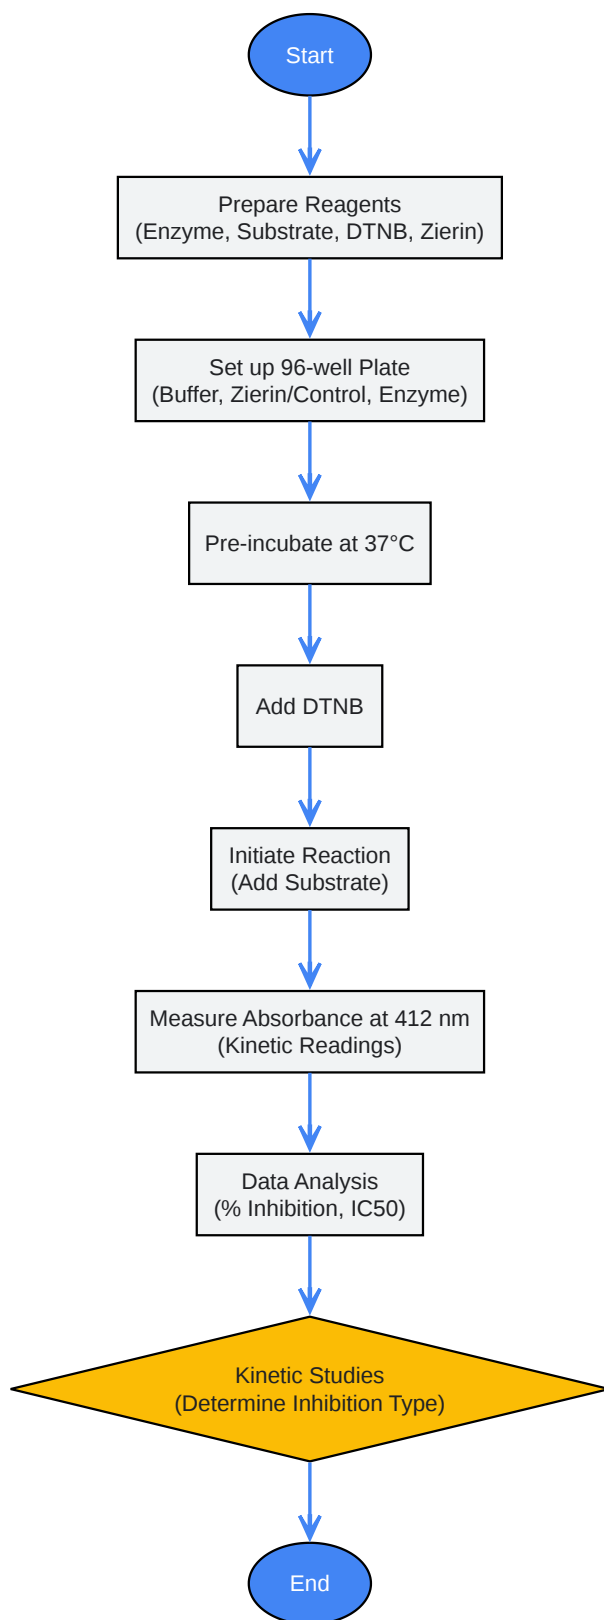 Start
Prepare Reagents
(Enzyme, Substrate, DTNB, Zierin)
Set up 96-well Plate
(Buffer, Zierin/Control, Enzyme)
Pre-incubate at 37°C
Add DTNB
Initiate Reaction
(Add Substrate)
Measure Absorbance at 412 nm
(Kinetic Readings)
Data Analysis
(% Inhibition, IC50)
Kinetic Studies
(Determine Inhibition Type)
End